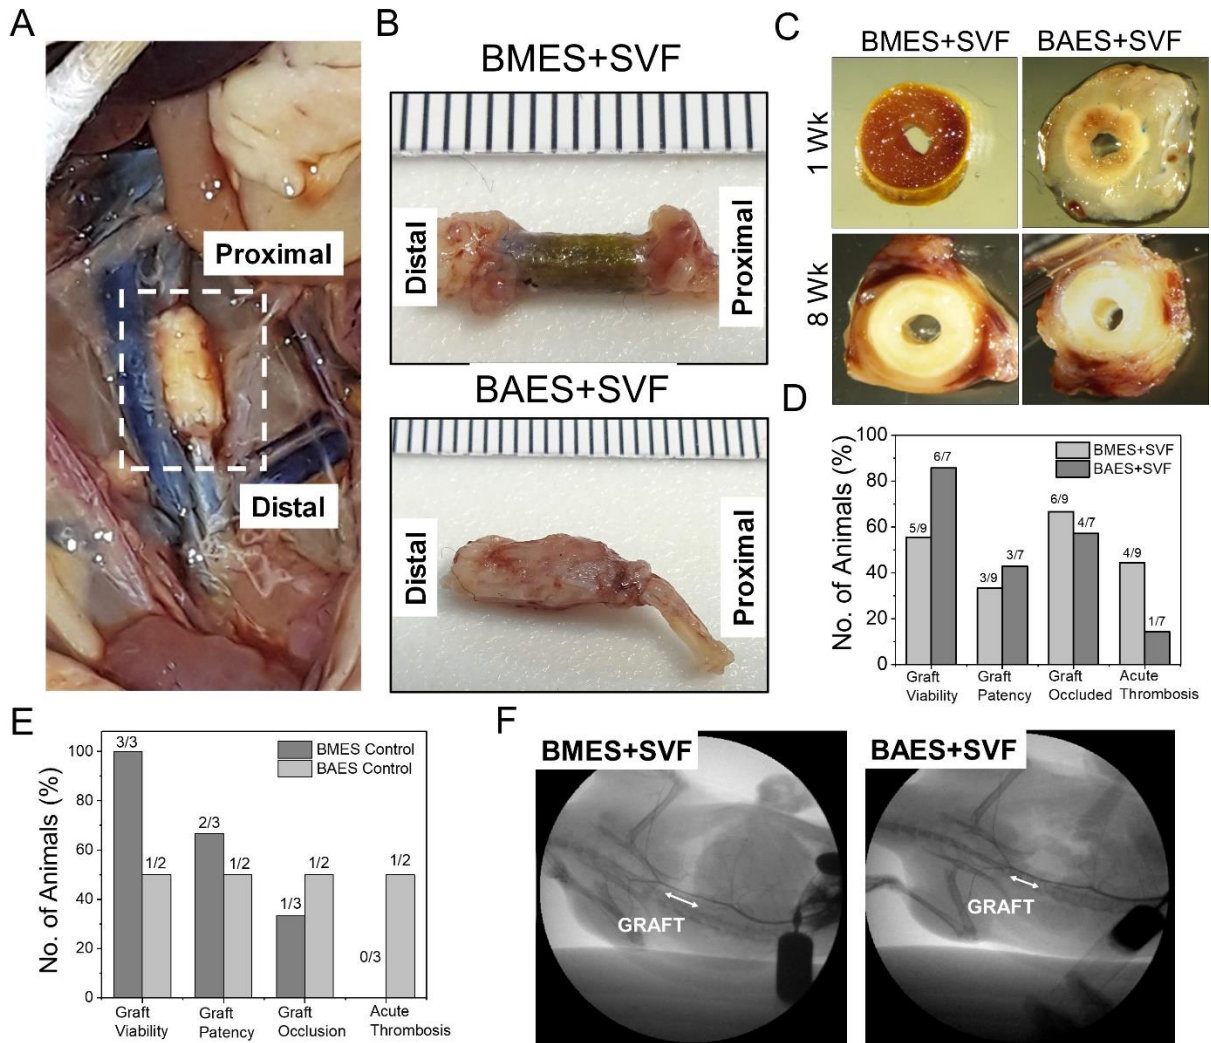 A
Proximal
Distal
B
BMES+SVF
Distal
Proximal
BAES+SVF
Distal
Proximal
C
BMES+SVF BAES+SVF
1 Wk
8 Wk
D
No. of Animals (%)
100
80
60
40
20
0
BMES+SVF
BAES+SVF
5/9
6/7
3/9
3/7
6/9
4/7
4/9
1/7
Graft
Viability
Graft
Patency
Graft
Occluded
Acute
Thrombosis
E
No. of Animals (%)
100
80
60
40
20
0
BMES Control
BAES Control
3/3
1/2
2/3
1/2
1/3
1/2
0/3
1/2
Graft
Viability
Graft
Patency
Graft
Occlusion
Acute
Thrombosis
F
BMES+SVF
GRAFT
BAES+SVF
GRAFT